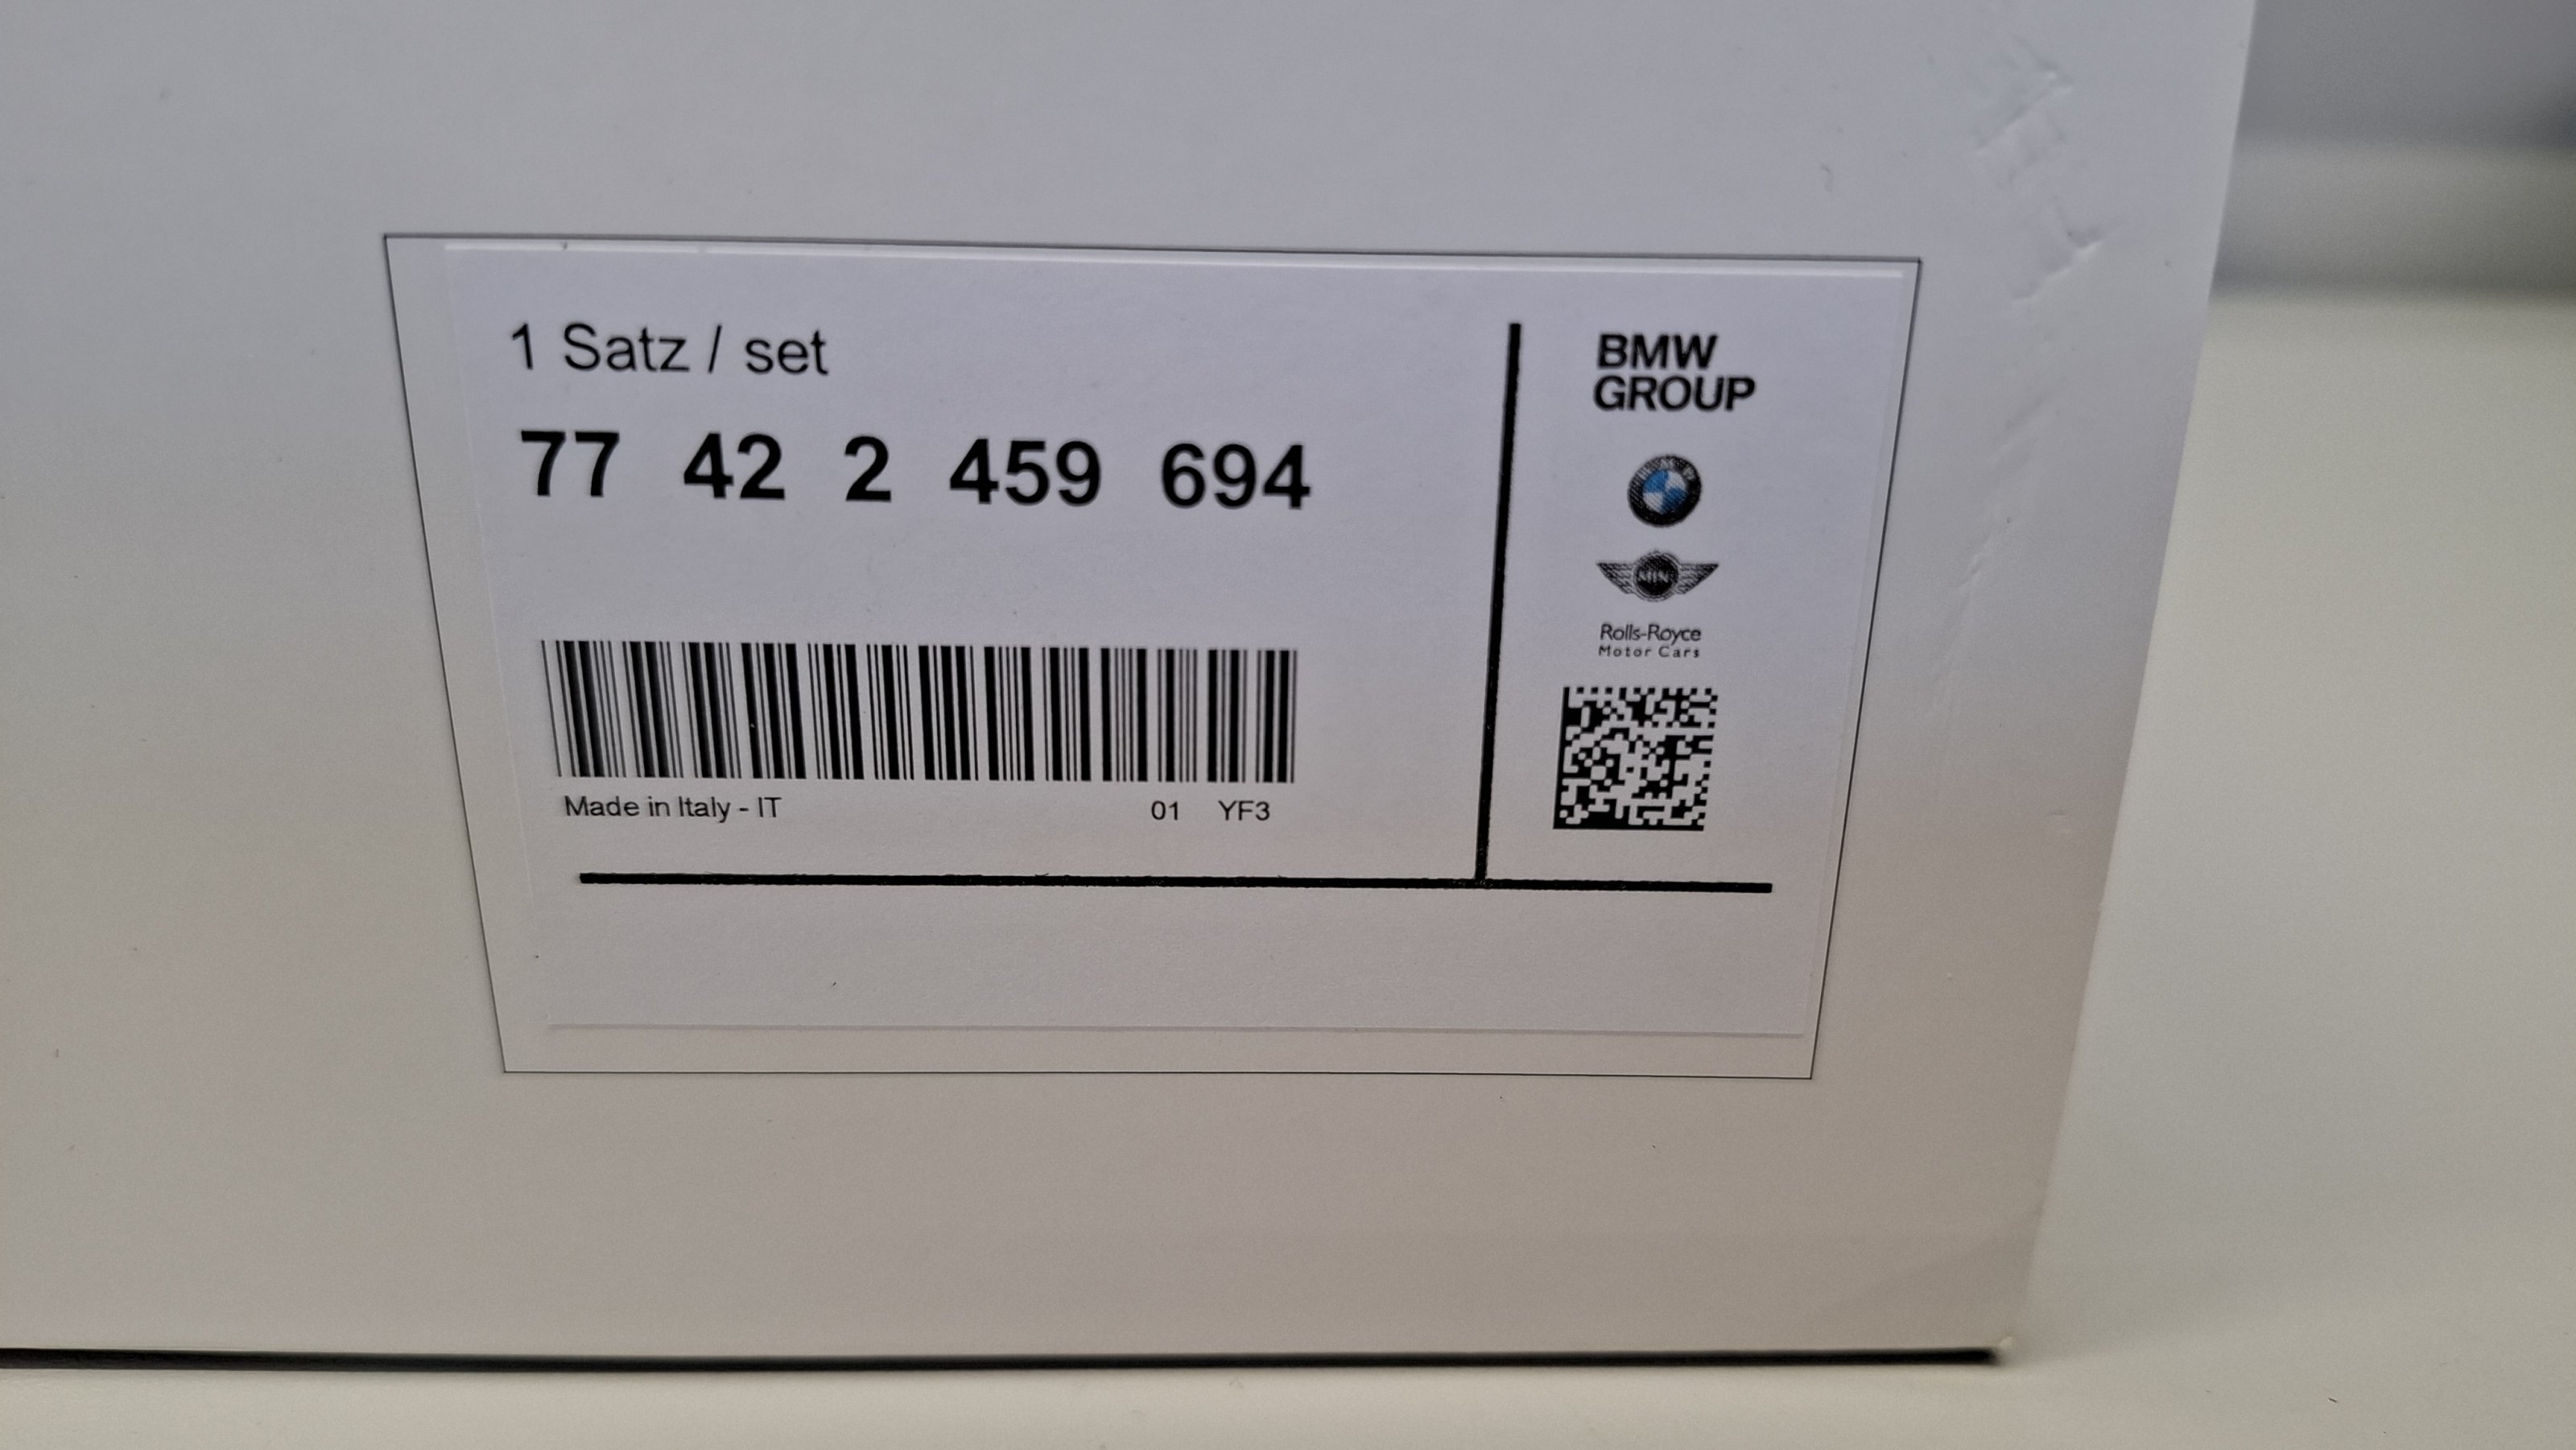 1 Satz / set
77 42 2 459 694
Made in Italy - IT
01 YF3
BMW
GROUP
MINI
Rolls-Royce
Motor Cars